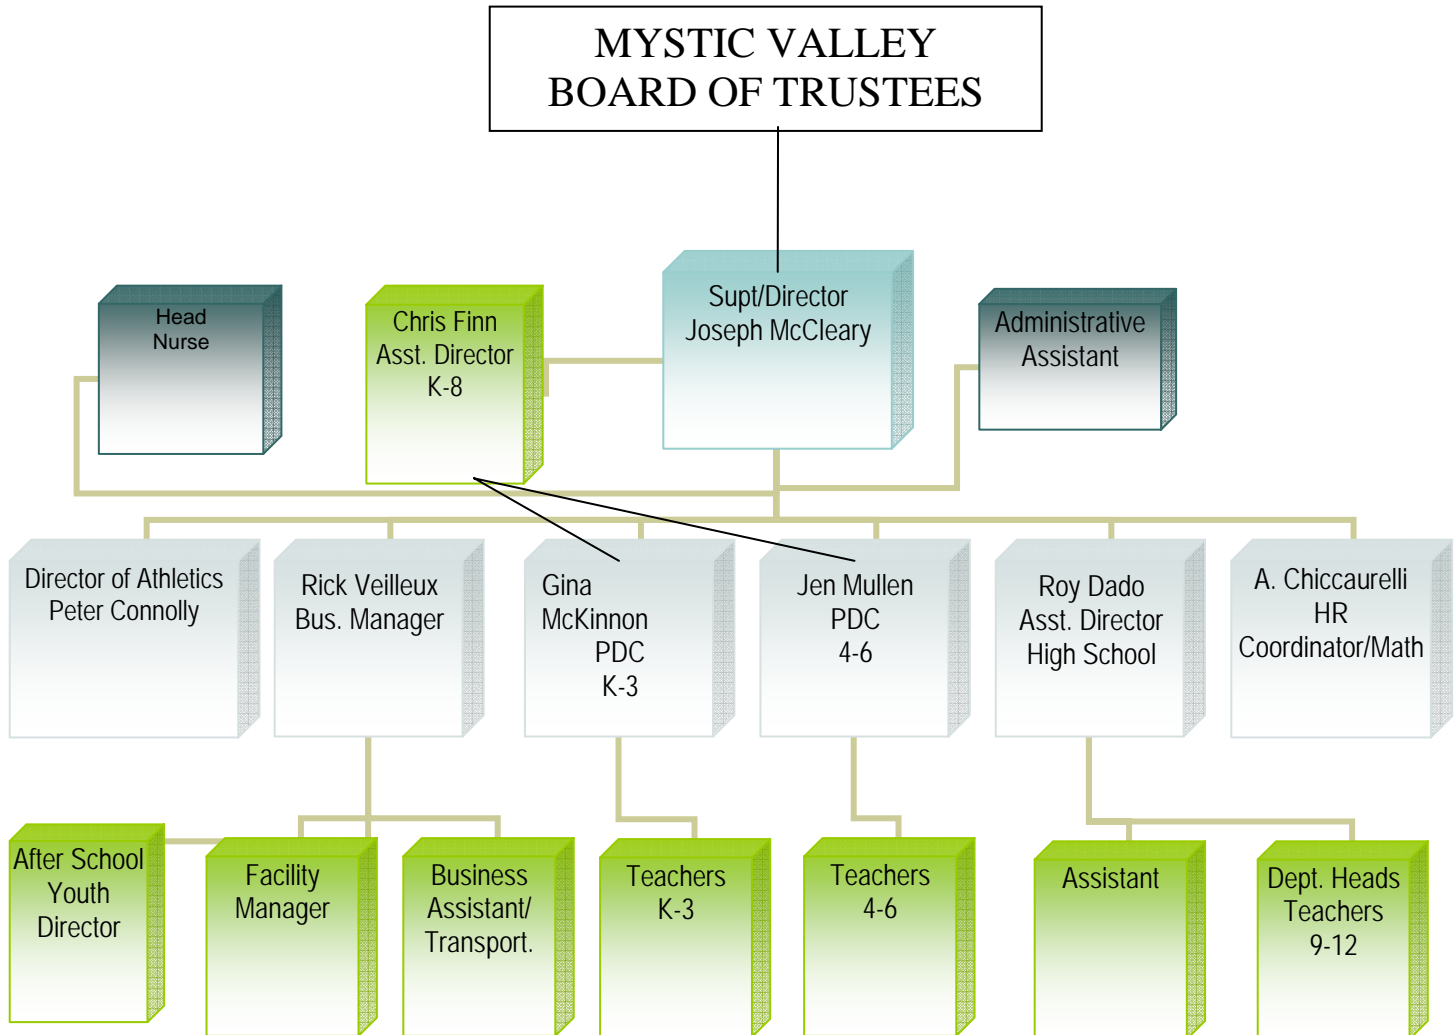 MYSTIC VALLEY
BOARD OF TRUSTEES
Head
Nurse
Chris Finn
Asst. Director
K-8
Supt/Director
Joseph McCleary
Administrative
Assistant
Director of Athletics
Peter Connolly
Rick Veilleux
Bus. Manager
Gina
McKinnon
PDC
K-3
Jen Mullen
PDC
4-6
Roy Dado
Asst. Director
High School
A. Chiccaurelli
HR
Coordinator/Math
After School
Youth
Director
Facility
Manager
Business
Assistant/
Transport.
Teachers
K-3
Teachers
4-6
Assistant
Dept. Heads
Teachers
9-12